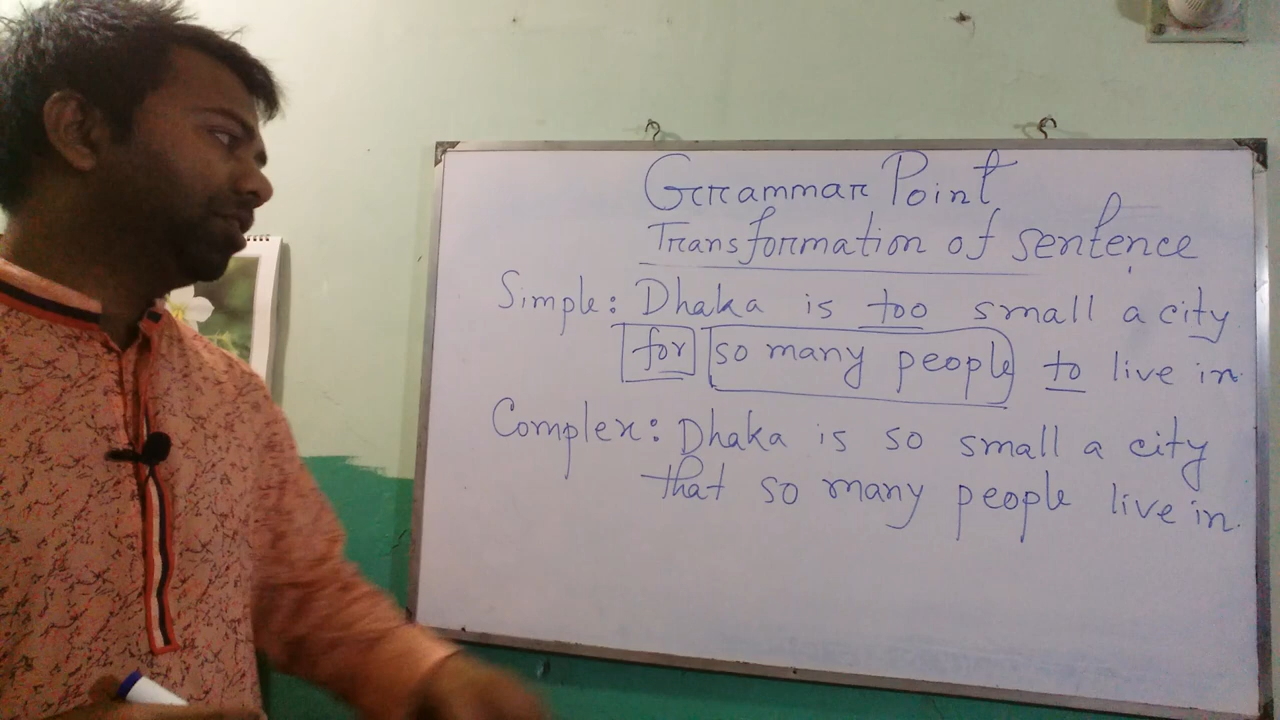 Grammar Point
Transformation of sentence
Simple: Dhaka is too small a city
for so many people to live in.
Complex: Dhaka is so small a city
that so many people live in.